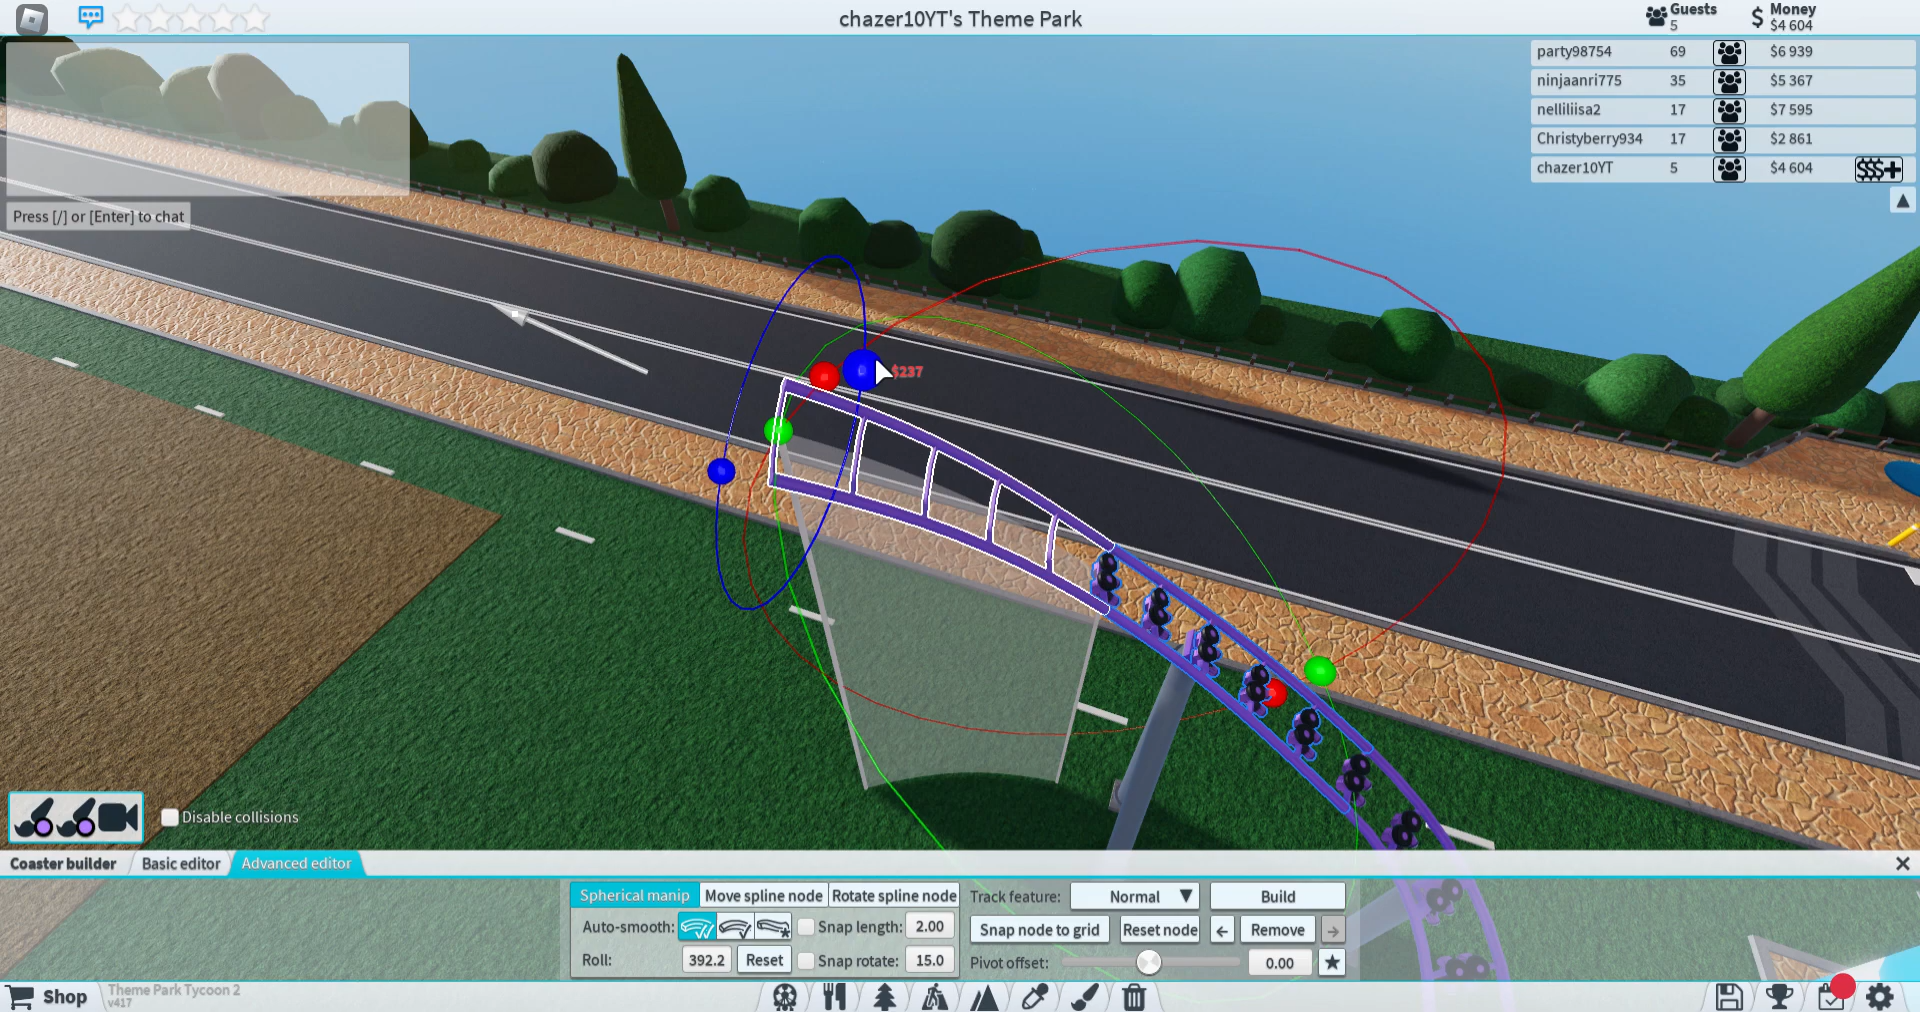 chazer10YT's Theme Park
Guests
5
$ Money
$4 604
party98754 69 $6 939
ninjaanri775 35 $5 367
nelliliisa2 17 $7 595
Christyberry934 17 $2 861
chazer10YT 5 $4 604 $$$+
Press [/] or [Enter] to chat
$237
Disable collisions
Coaster builder Basic editor Advanced editor
Spherical manip Move spline node Rotate spline node Track feature: Normal Build
Auto-smooth: Snap length: 2.00 Snap node to grid Reset node Remove
Roll: 392.2 Reset Snap rotate: 15.0 Pivot offset: 0.00
Shop
Theme Park Tycoon 2
v417